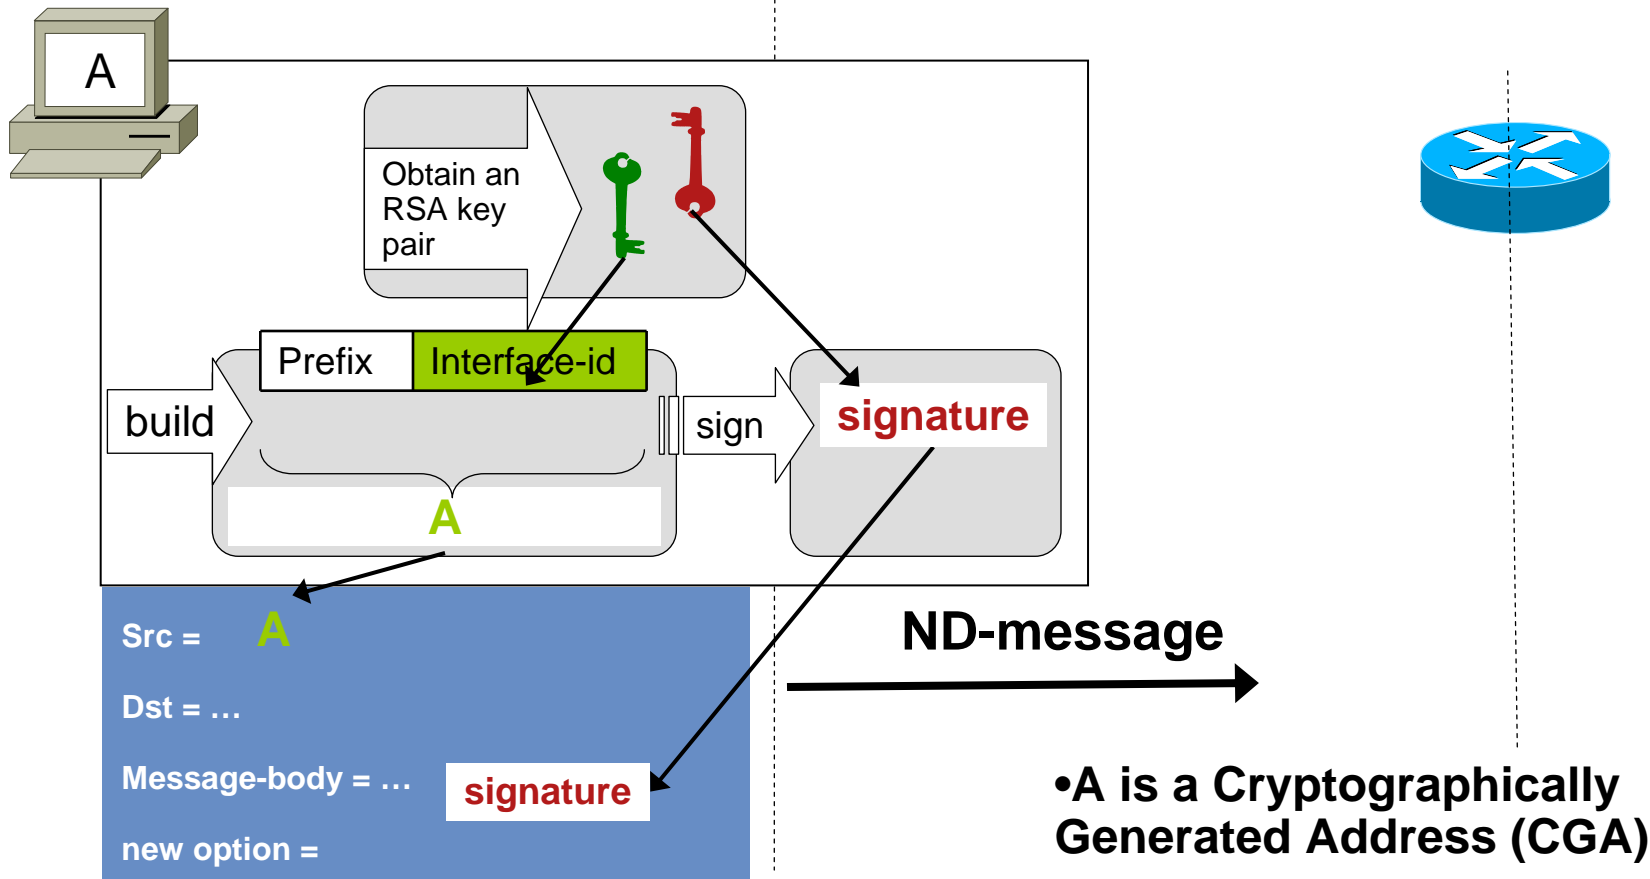 A
Obtain an
RSA key
pair
Prefix
Interface-id
build
sign
signature
A
Src = A
ND-message
Dst = …
Message-body = …
signature
new option =
•A is a Cryptographically
Generated Address (CGA)